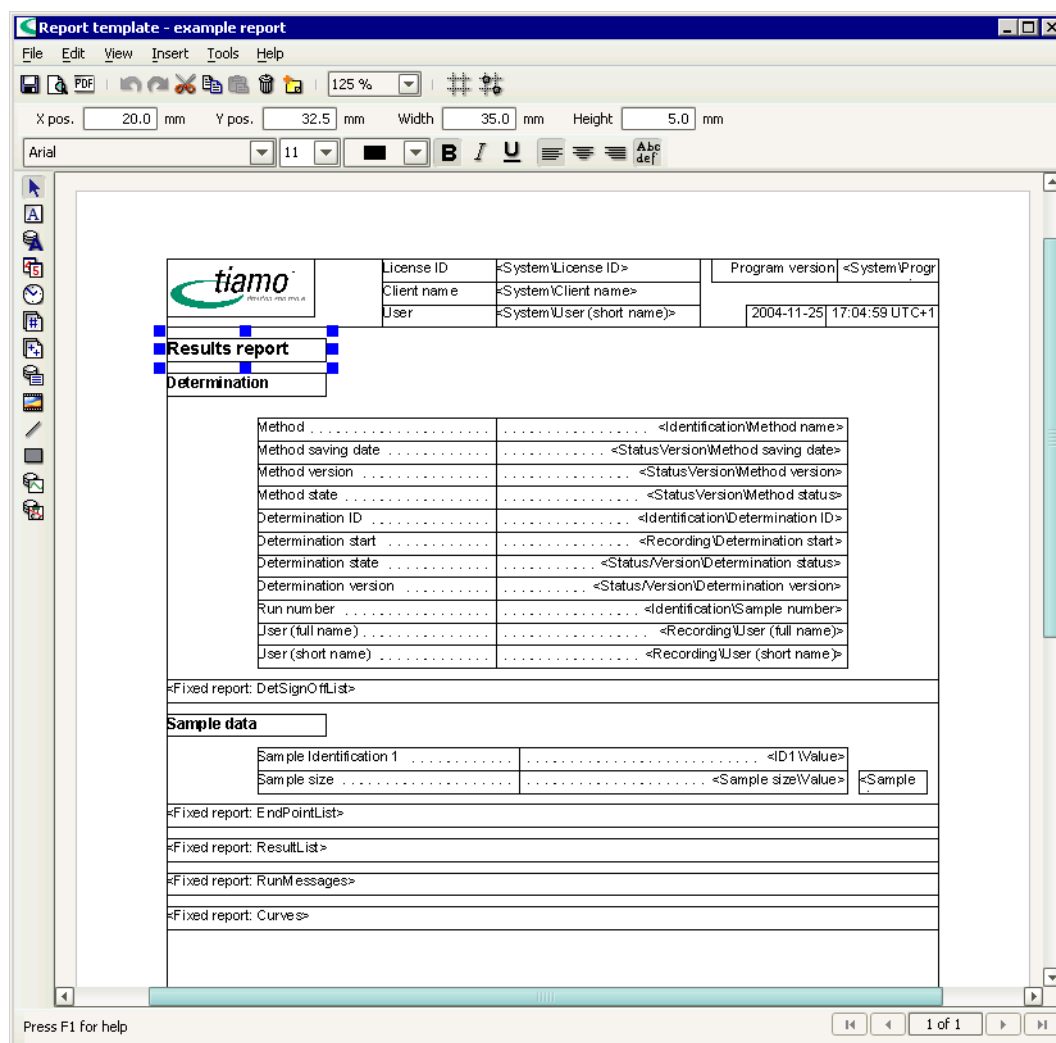 Report template - example report
File Edit View Insert Tools Help
PDF 125 %
X pos. 20.0 mm Y pos. 32.5 mm Width 35.0 mm Height 5.0 mm
Arial 11 B I U Abc def
tiamo License ID <System\License ID> Program version <System\Progr
Client name <System\Client name>
User <System\User (short name)> 2004-11-25 17:04:59 UTC+1
Results report
Determination
Method . . . . . . . . . . . . . . . . . . . . . . . . . . . . . . . . . . . . . . <Identification\Method name>
Method saving date . . . . . . . . . . . . . . . . . . . . . . . . <StatusVersion\Method saving date>
Method version . . . . . . . . . . . . . . . . . . . . . . . . . . . . <StatusVersion\Method version>
Method state . . . . . . . . . . . . . . . . . . . . . . . . . . . . . . <StatusVersion\Method status>
Determination ID . . . . . . . . . . . . . . . . . . . . . . . . . . . <Identification\Determination ID>
Determination start . . . . . . . . . . . . . . . . . . . . . . . . . <Recording\Determination start>
Determination state . . . . . . . . . . . . . . . . . . . . . . . <Status/Version\Determination status>
Determination version . . . . . . . . . . . . . . . . . . . <Status/Version\Determination version>
Run number . . . . . . . . . . . . . . . . . . . . . . . . . . . . . . <Identification\Sample number>
User (full name) . . . . . . . . . . . . . . . . . . . . . . . . . . . . . <Recording\User (full name)>
User (short name) . . . . . . . . . . . . . . . . . . . . . . . . . . <Recording\User (short name)>
<Fixed report: DetSignOffList>
Sample data
Sample Identification 1 . . . . . . . . . . . . . . . . . . . . . . . . . . . . . . . . . . . <ID1\Value>
Sample size . . . . . . . . . . . . . . . . . . . . . . . . . . . . . . . . . . . . <Sample size\Value> <Sample
<Fixed report: EndPointList>
<Fixed report: ResultList>
<Fixed report: RunMessages>
<Fixed report: Curves>
Press F1 for help 1 of 1